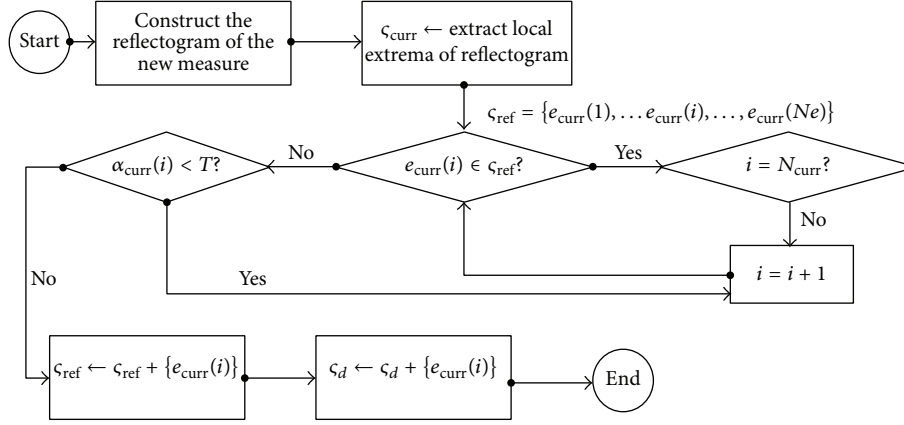 Start
Construct the
reflectogram of the
new measure
ς_curr ← extract local
extrema of reflectogram
ς_ref = {e_curr(1), … e_curr(i), … , e_curr(Ne)}
α_curr(i) < T?
No
e_curr(i) ∈ ς_ref?
Yes
i = N_curr?
No
No
Yes
i = i + 1
ς_ref ← ς_ref + {e_curr(i)}
ς_d ← ς_d + {e_curr(i)}
End